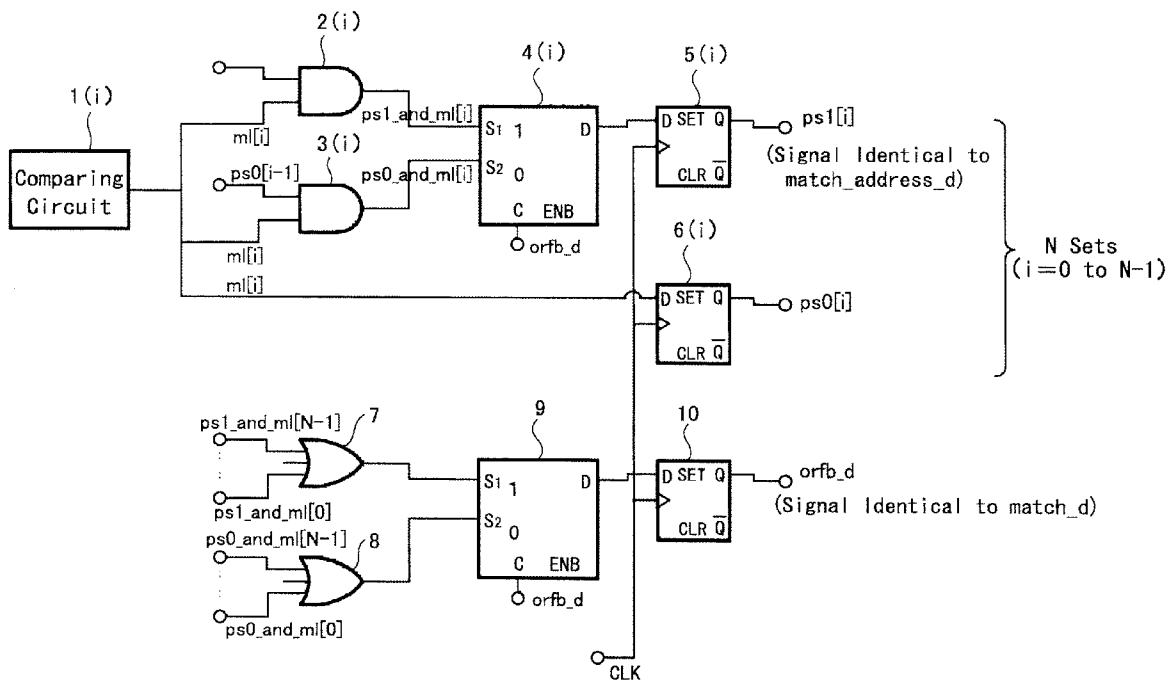 2(i)
4(i)
5(i)
1(i)
ps1_and_ml[i]
S1 1
D
D SET Q
ps1[i]
ml[i]
3(i)
(Signal Identical to
match_address_d)
Comparing
Circuit
ps0[i-1]
ps0_and_ml[i]
S2 0
CLR Q
C ENB
orfb_d
6(i)
N Sets
(i=0 to N-1)
ml[i]
ml[i]
D SET Q
ps0[i]
CLR Q
ps1_and_ml[N-1]
7
9
10
S1 1
D
D SET Q
orfb_d
(Signal Identical to match_d)
ps1_and_ml[0]
S2 0
CLR Q
ps0_and_ml[N-1]
8
C ENB
orfb_d
ps0_and_ml[0]
CLK